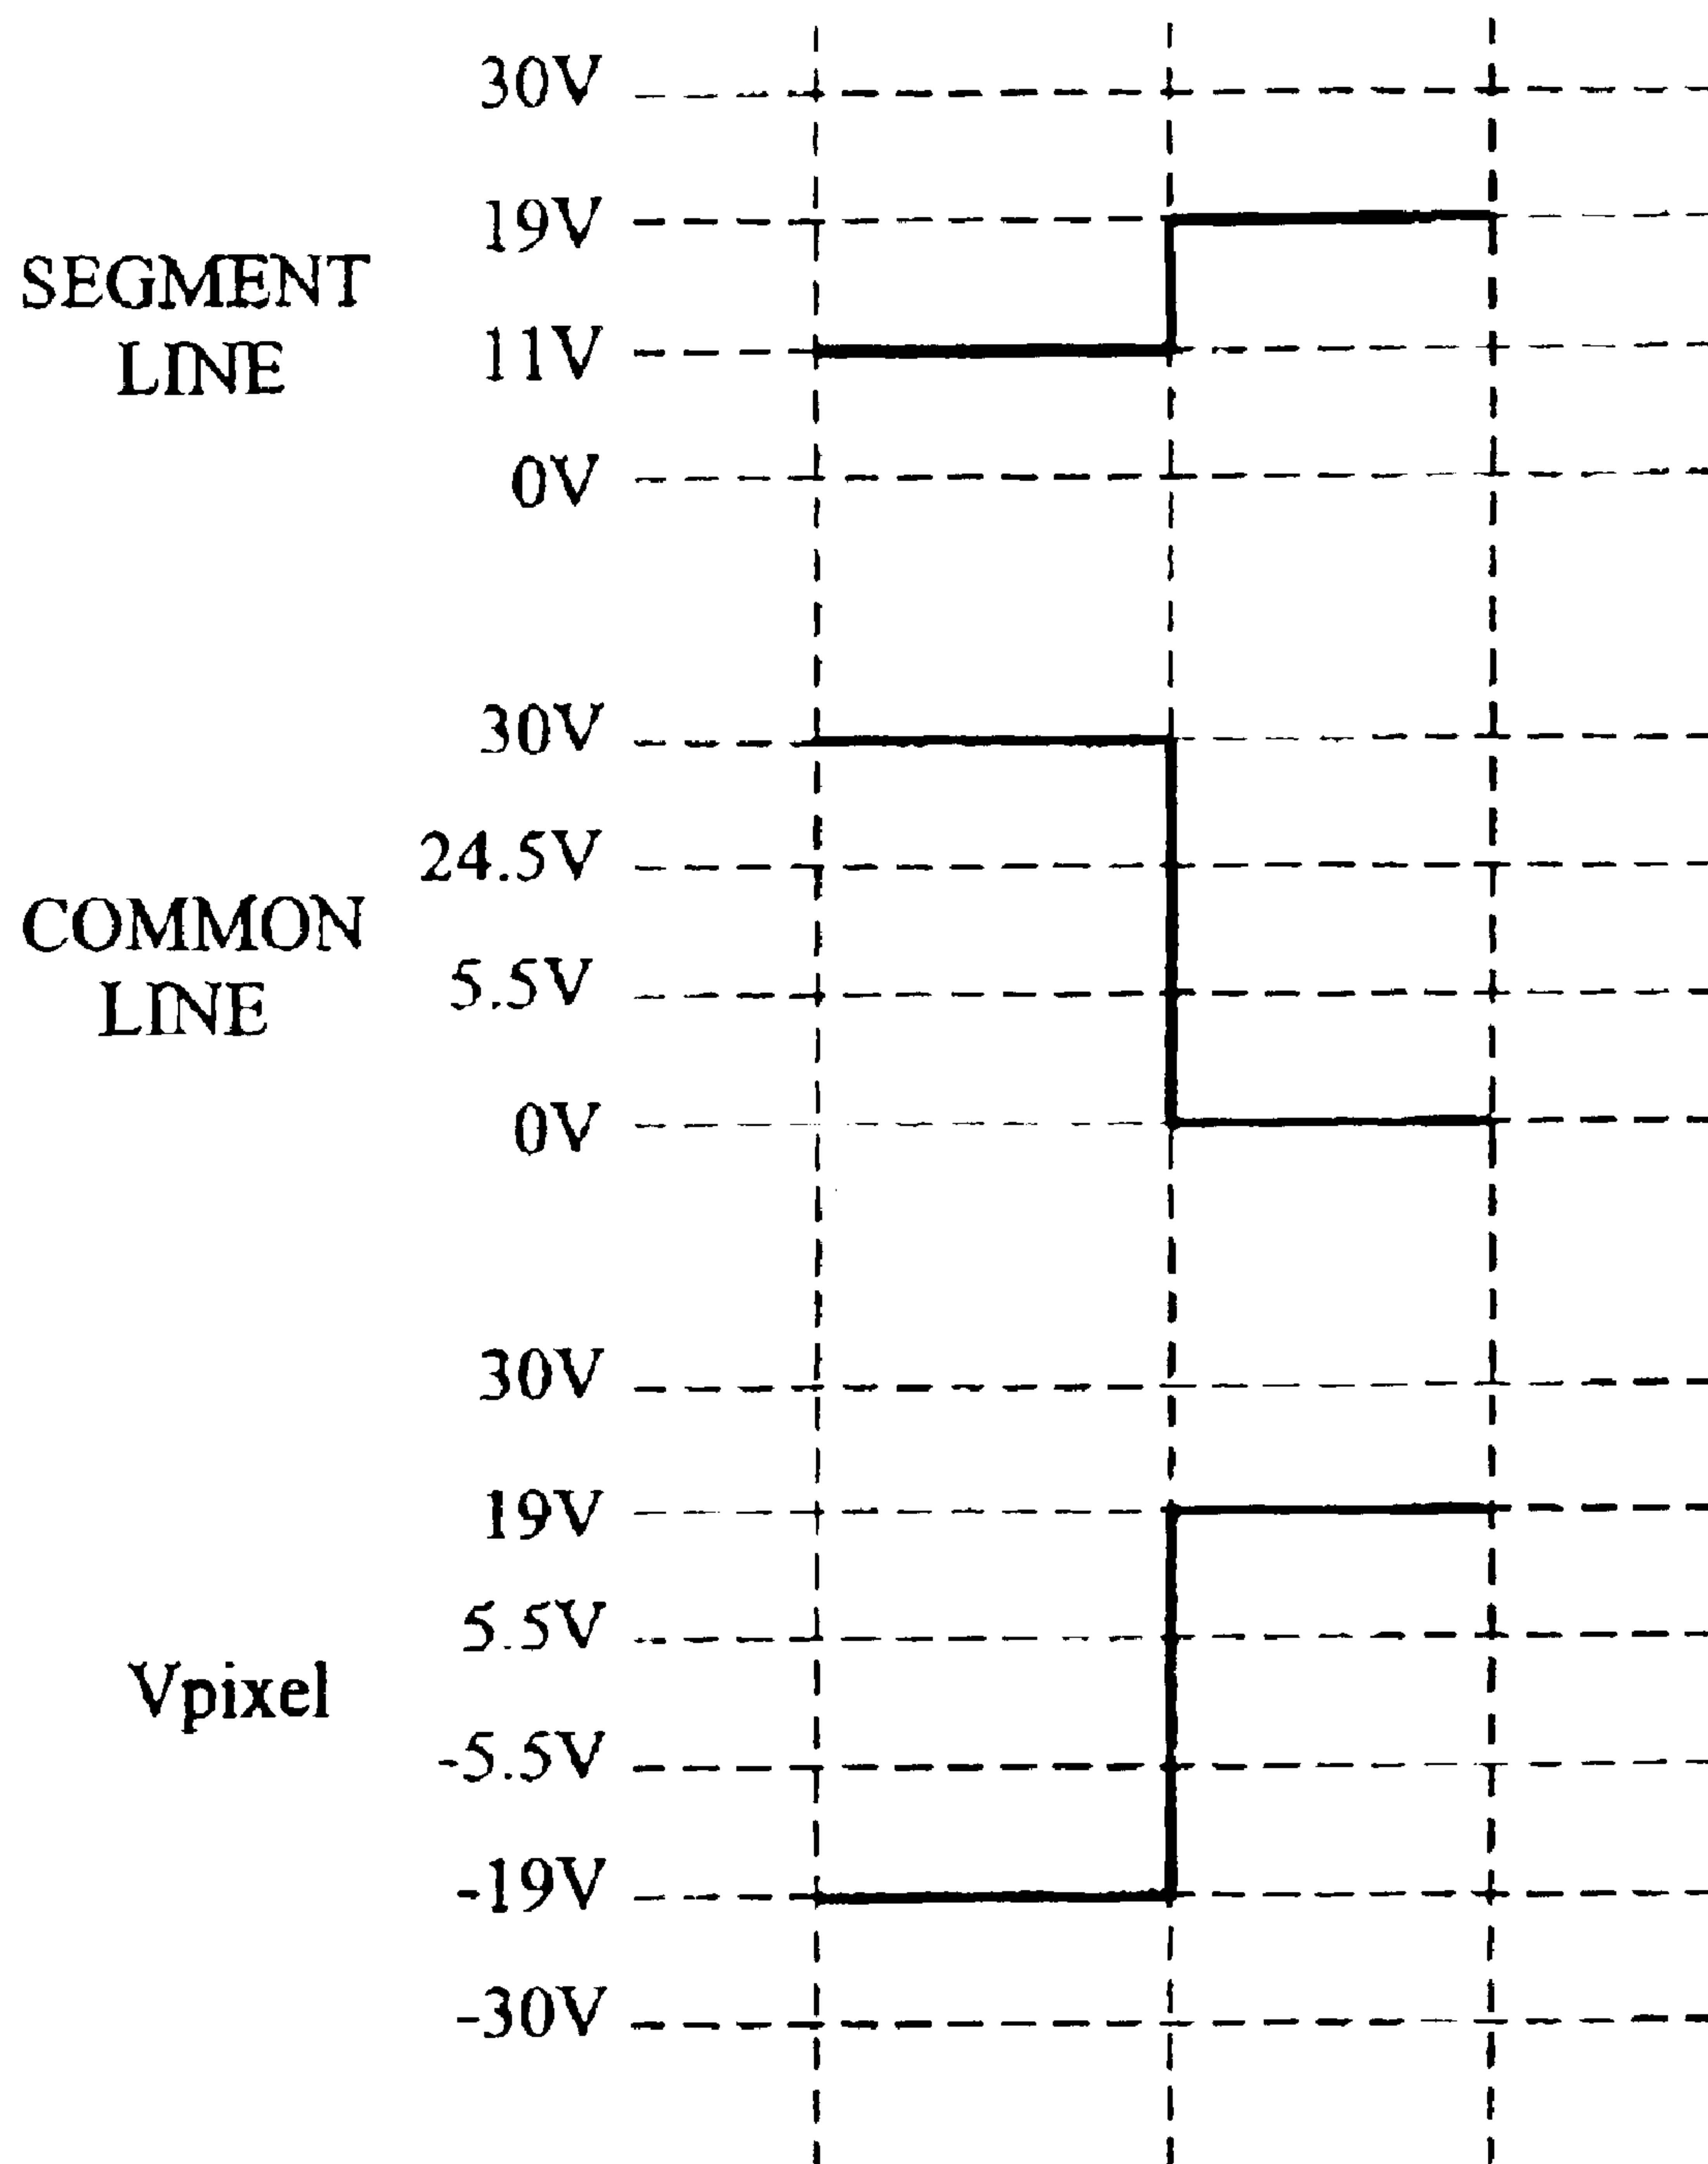 30V
19V
SEGMENT
LINE
11V
0V
30V
24.5V
COMMON
LINE
5.5V
0V
30V
19V
5.5V
Vpixel
-5.5V
-19V
-30V